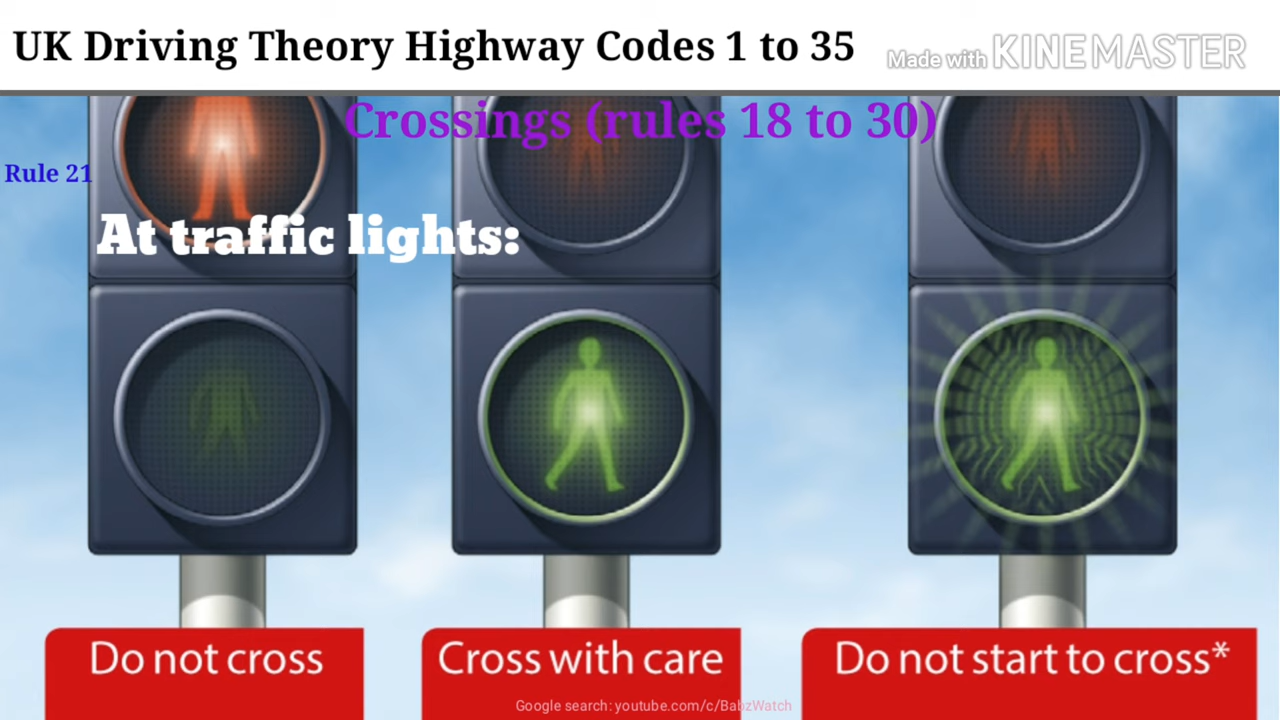 UK Driving Theory Highway Codes 1 to 35
Made with KINEMASTER
Crossings (rules 18 to 30)
Rule 21
At traffic lights:
Do not cross
Cross with care
Do not start to cross*
Google search: youtube.com/c/BabzWatch